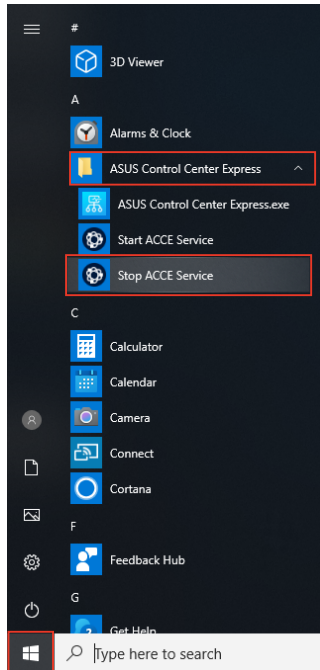 #
3D Viewer
A
Alarms & Clock
ASUS Control Center Express
ASUS Control Center Express.exe
Start ACCE Service
Stop ACCE Service
C
Calculator
Calendar
Camera
Connect
Cortana
F
Feedback Hub
G
Get Help
Type here to search